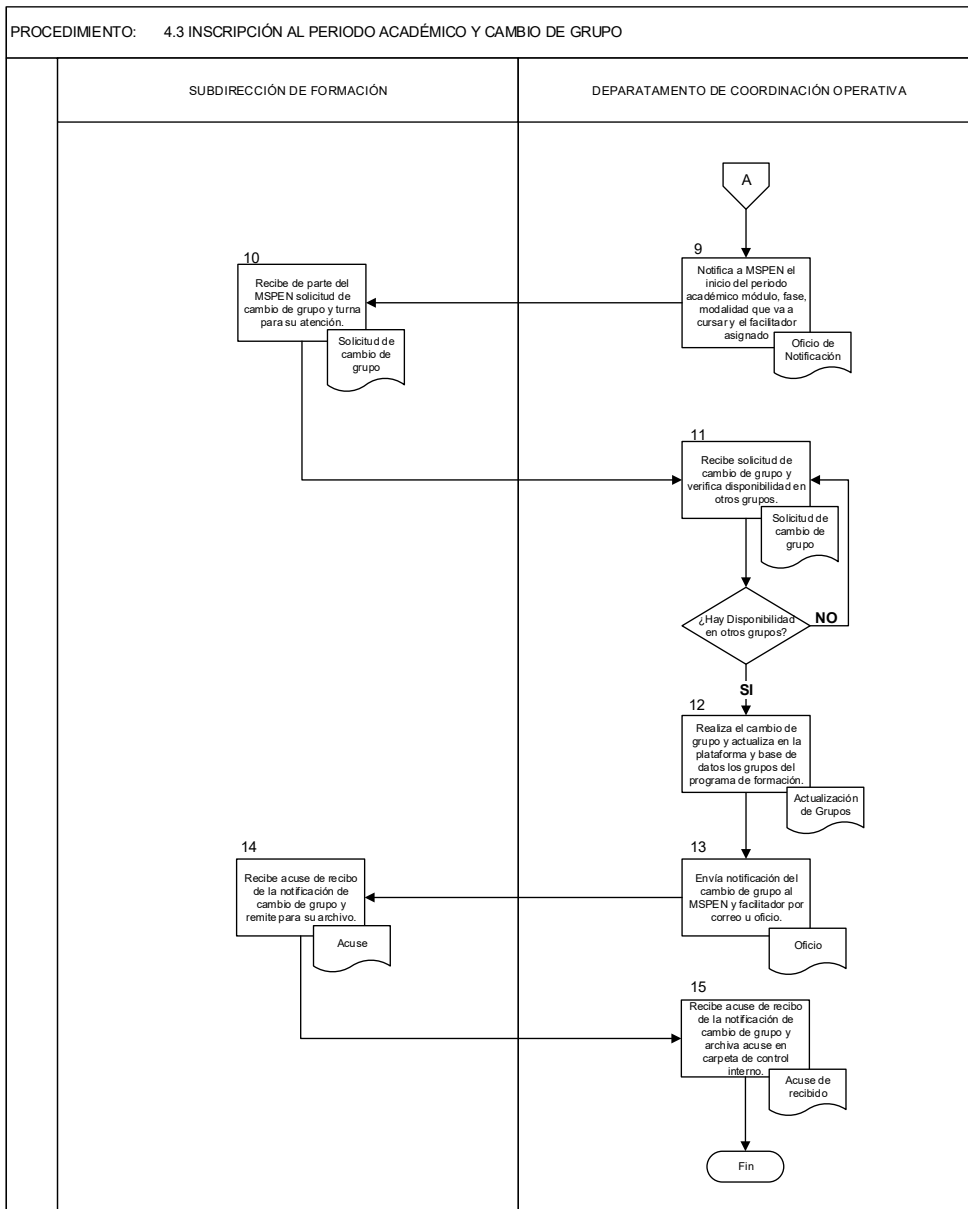 PROCEDIMIENTO: 4.3 INSCRIPCIÓN AL PERIODO ACADÉMICO Y CAMBIO DE GRUPO
SUBDIRECCIÓN DE FORMACIÓN
DEPARATAMENTO DE COORDINACIÓN OPERATIVA
A
9
Notifica a MSPEN el
inicio del periodo
académico módulo, fase,
modalidad que va a
cursar y el facilitador
asignado
Oficio de
Notificación
10
Recibe de parte del
MSPEN solicitud de
cambio de grupo y turna
para su atención.
Solicitud de
cambio de
grupo
11
Recibe solicitud de
cambio de grupo y
verifica disponibilidad en
otros grupos.
Solicitud de
cambio de
grupo
¿Hay Disponibilidad
en otros grupos?
NO
SI
12
Realiza el cambio de
grupo y actualiza en la
plataforma y base de
datos los grupos del
programa de formación.
Actualización
de Grupos
13
Envía notificación del
cambio de grupo al
MSPEN y facilitador por
correo u oficio.
Oficio
14
Recibe acuse de recibo
de la notificación de
cambio de grupo y
remite para su archivo.
Acuse
15
Recibe acuse de recibo
de la notificación de
cambio de grupo y
archiva acuse en
carpeta de control
interno.
Acuse de
recibido
Fin